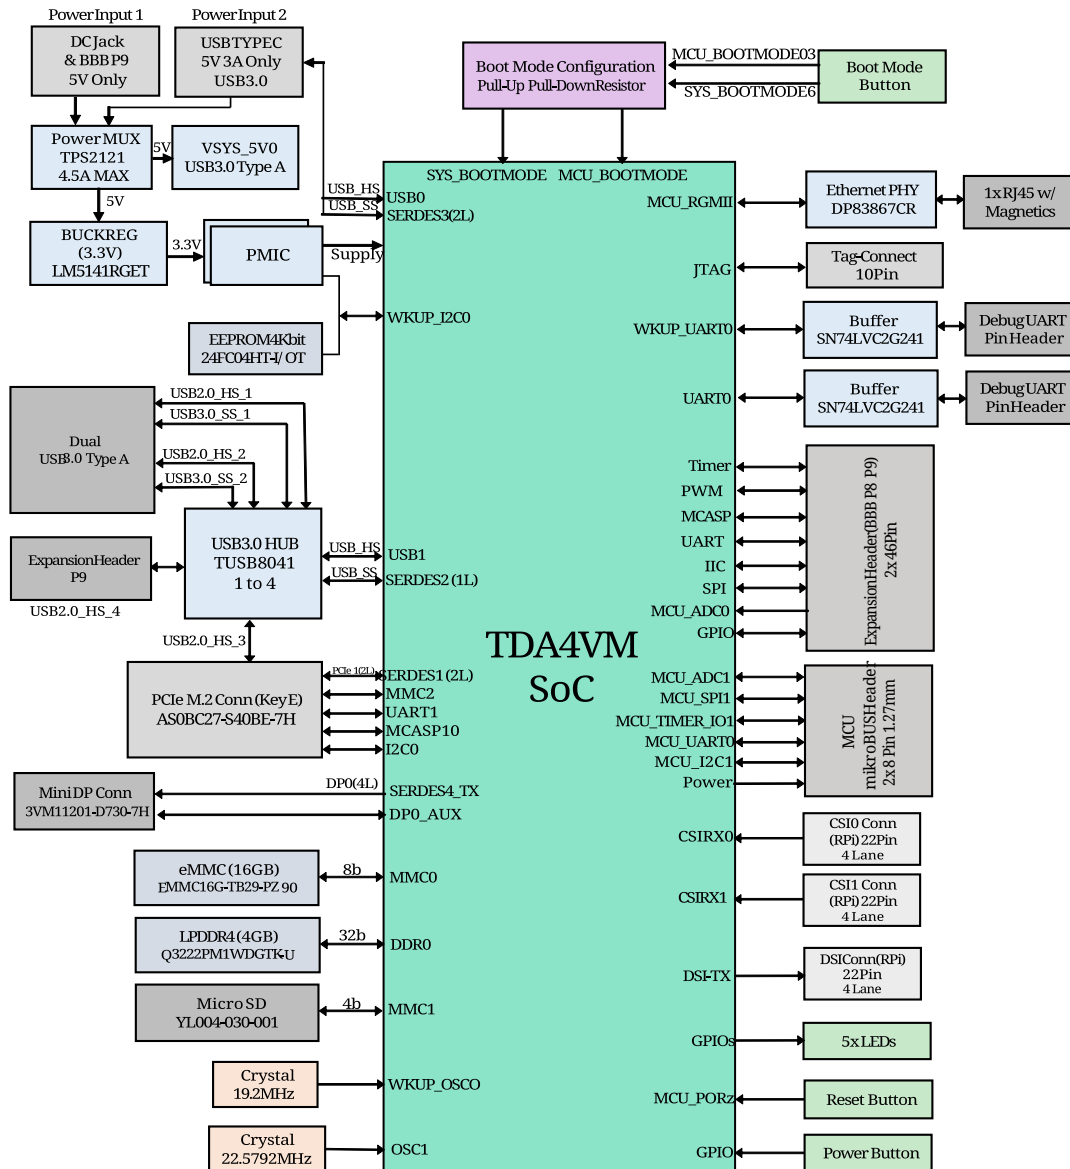 Power Input 1
Power Input 2
DC Jack
& BBB P9
5V Only
USB TYPE C
5V 3A Only
USB3.0
Boot Mode Configuration
Pull-Up Pull-Down Resistor
MCU_BOOTMODE03
SYS_BOOTMODE6
Boot Mode
Button
Power MUX
TPS2121
4.5A MAX
5V
VSYS_5V0
USB3.0 Type A
5V
SYS_BOOTMODE MCU_BOOTMODE
USB_HS
USB0
USB_SS
SERDES3(2L)
MCU_RGMII
Ethernet PHY
DP83867CR
1x RJ45 w/
Magnetics
BUCK REG
(3.3V)
LM5141RGET
3.3V
PMIC
Supply
JTAG
Tag-Connect
10Pin
WKUP_I2C0
EEPROM 4Kbit
24FC04HT-I/OT
WKUP_UART0
Buffer
SN74LVC2G241
Debug UART
Pin Header
UART0
Buffer
SN74LVC2G241
Debug UART
Pin Header
Dual
USB3.0 Type A
USB2.0_HS_1
USB3.0_SS_1
USB2.0_HS_2
USB3.0_SS_2
Timer
PWM
MCASP
UART
IIC
SPI
MCU_ADC0
GPIO
Expansion Header(BBB P8 P9)
2x 46Pin
USB3.0 HUB
TUSB8041
1 to 4
USB_HS
USB1
USB_SS
SERDES2 (1L)
Expansion Header
P9
USB2.0_HS_4
USB2.0_HS_3
TDA4VM
SoC
PCIe M.2 Conn (Key E)
AS0BC27-S40BE-7H
PCIe 1(2L)
SERDES1 (2L)
MMC2
UART1
MCASP10
I2C0
MCU_ADC1
MCU_SPI1
MCU_TIMER_IO1
MCU_UART0
MCU_I2C1
Power
MCU
mikroBUS Header
2x 8 Pin 1.27mm
Mini DP Conn
3VM11201-D730-7H
DP0(4L)
SERDES4_TX
DP0_AUX
CSIRX0
CSI0 Conn
(RPi) 22Pin
4 Lane
eMMC (16GB)
EMMC16G-TB29-PZ90
8b
MMC0
CSIRX1
CSI1 Conn
(RPi) 22Pin
4 Lane
LPDDR4 (4GB)
Q3222PM1WDGTK-U
32b
DDR0
DSI-TX
DSI Conn(RPi)
22Pin
4 Lane
Micro SD
YL004-030-001
4b
MMC1
GPIOs
5x LEDs
Crystal
19.2MHz
WKUP_OSCO
MCU_PORz
Reset Button
Crystal
22.5792MHz
OSC1
GPIO
Power Button